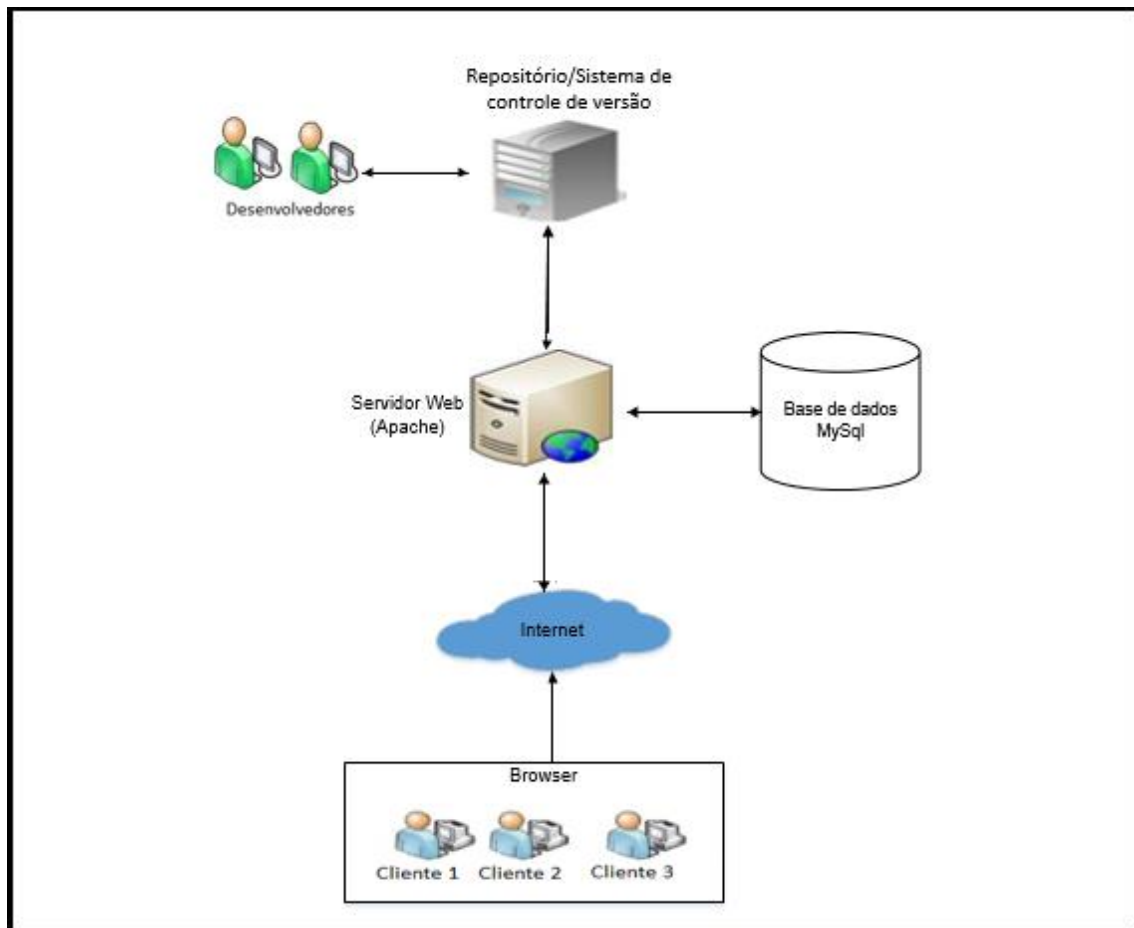 Repositório/Sistema de
controle de versão
Desenvolvedores
Servidor Web
(Apache)
Base de dados
MySql
Internet
Browser
Cliente 1
Cliente 2
Cliente 3